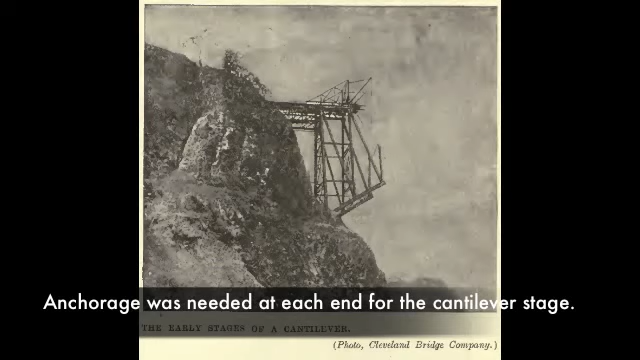 Anchorage was needed at each end for the cantilever stage.
THE EARLY STAGES OF A CANTILEVER.
(Photo, Cleveland Bridge Company.)